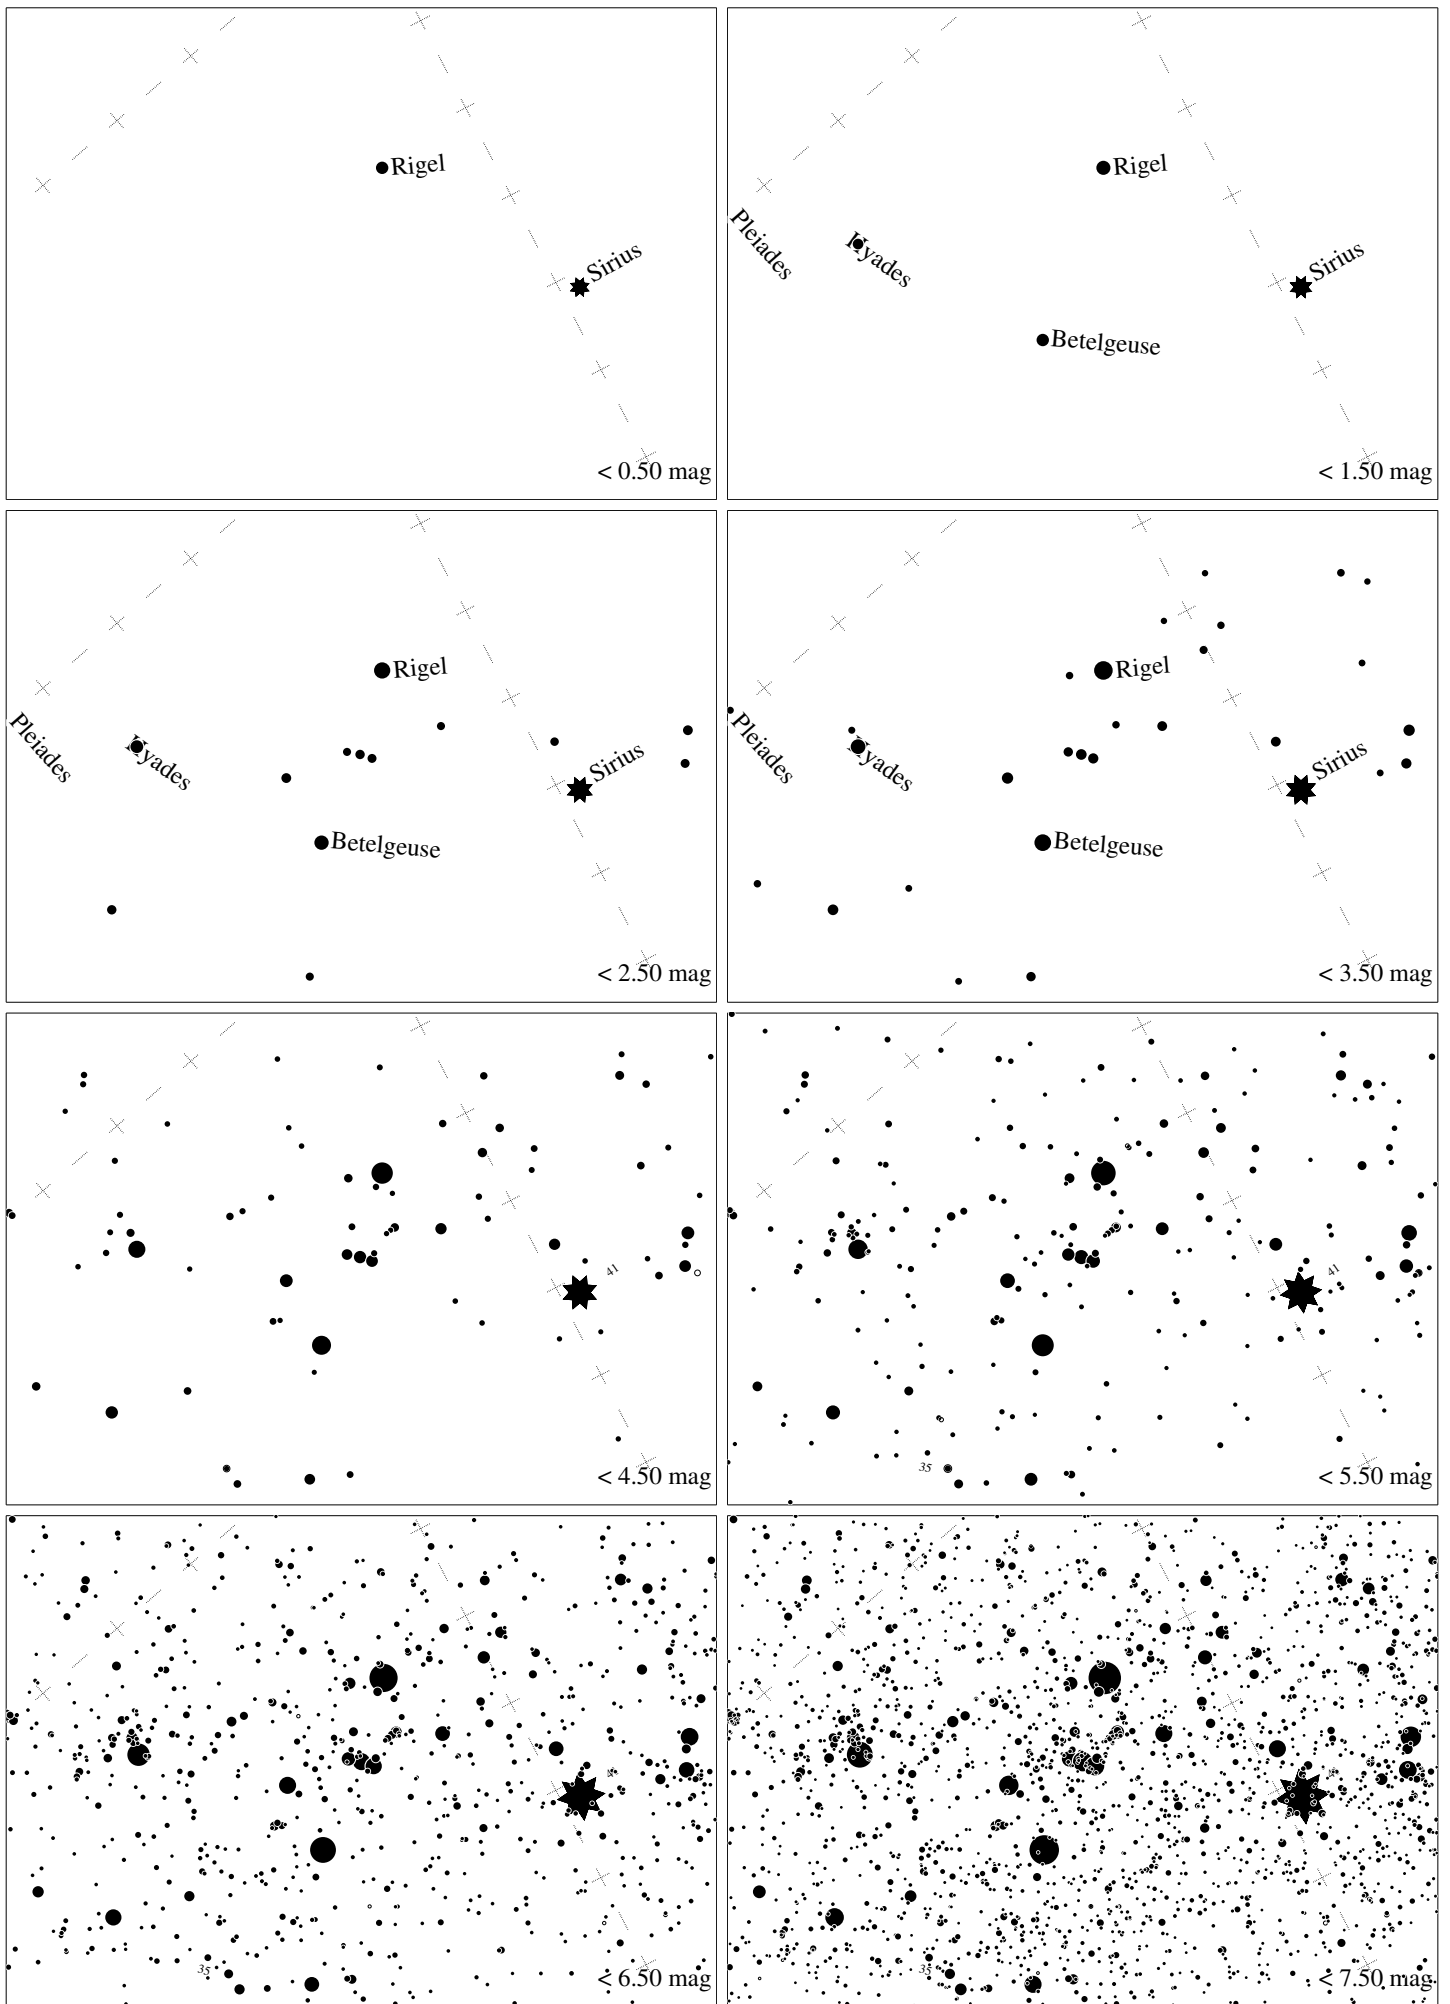 Rigel
Sirius
< 0.50 mag
Rigel
Pleiades
Hyades
Sirius
Betelgeuse
< 1.50 mag
Rigel
Pleiades
Hyades
Sirius
Betelgeuse
< 2.50 mag
Rigel
Pleiades
Hyades
Sirius
Betelgeuse
< 3.50 mag
41
< 4.50 mag
41
35
< 5.50 mag
35
< 6.50 mag
35
< 7.50 mag